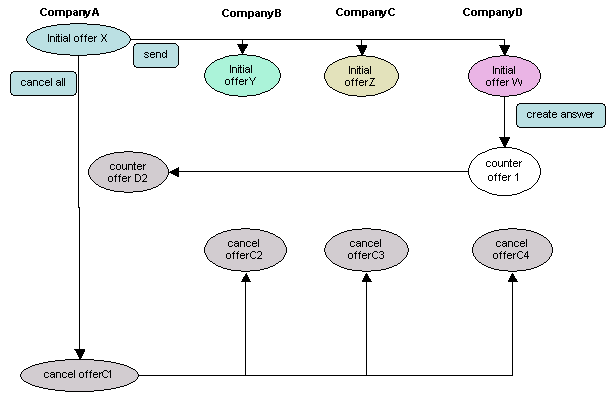 CompanyA
CompanyB
CompanyC
CompanyD
Initial offer X
send
cancel all
Initial
offerY
Initial
offerZ
Initial
offer W
create answer
counter
offer D2
counter
offer 1
cancel
offerC2
cancel
offerC3
cancel
offerC4
cancel offerC1